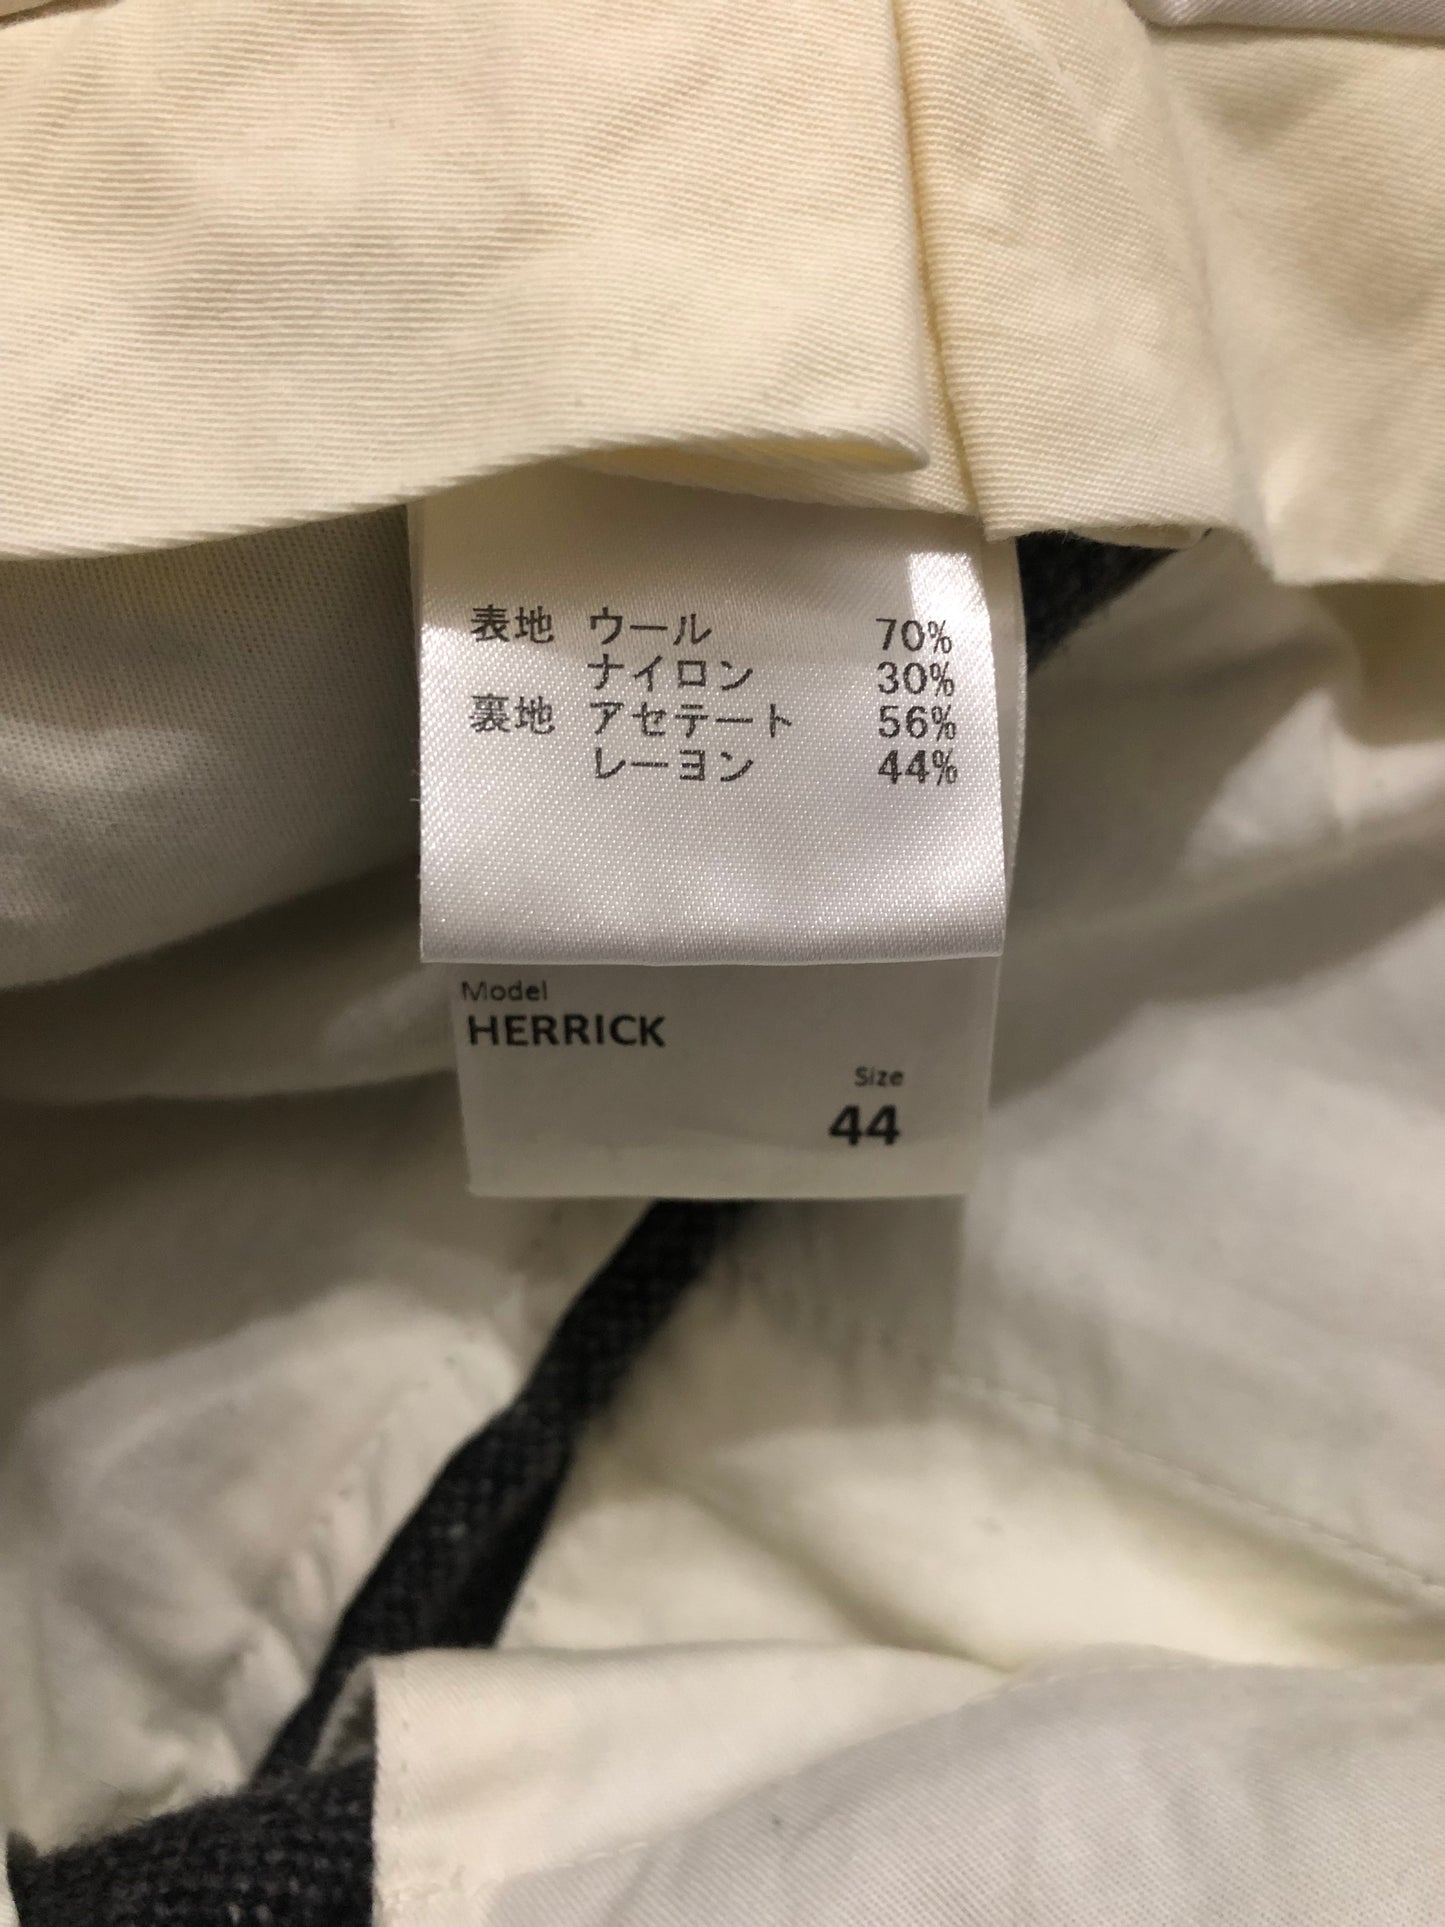 表地 ウール 70%
ナイロン 30%
裏地 アセテート 56%
レーヨン 44%
Model
HERRICK
Size
44